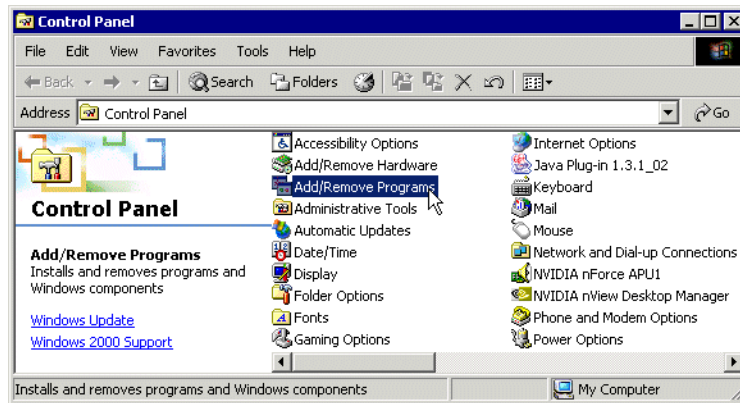 Control Panel
File Edit View Favorites Tools Help
Back Search Folders
Address Control Panel Go
Control Panel
Add/Remove Programs
Installs and removes programs and
Windows components
Windows Update
Windows 2000 Support
Accessibility Options
Add/Remove Hardware
Add/Remove Programs
Administrative Tools
Automatic Updates
Date/Time
Display
Folder Options
Fonts
Gaming Options
Internet Options
Java Plug-in 1.3.1_02
Keyboard
Mail
Mouse
Network and Dial-up Connections
NVIDIA nForce APU1
NVIDIA nView Desktop Manager
Phone and Modem Options
Power Options
Installs and removes programs and Windows components My Computer